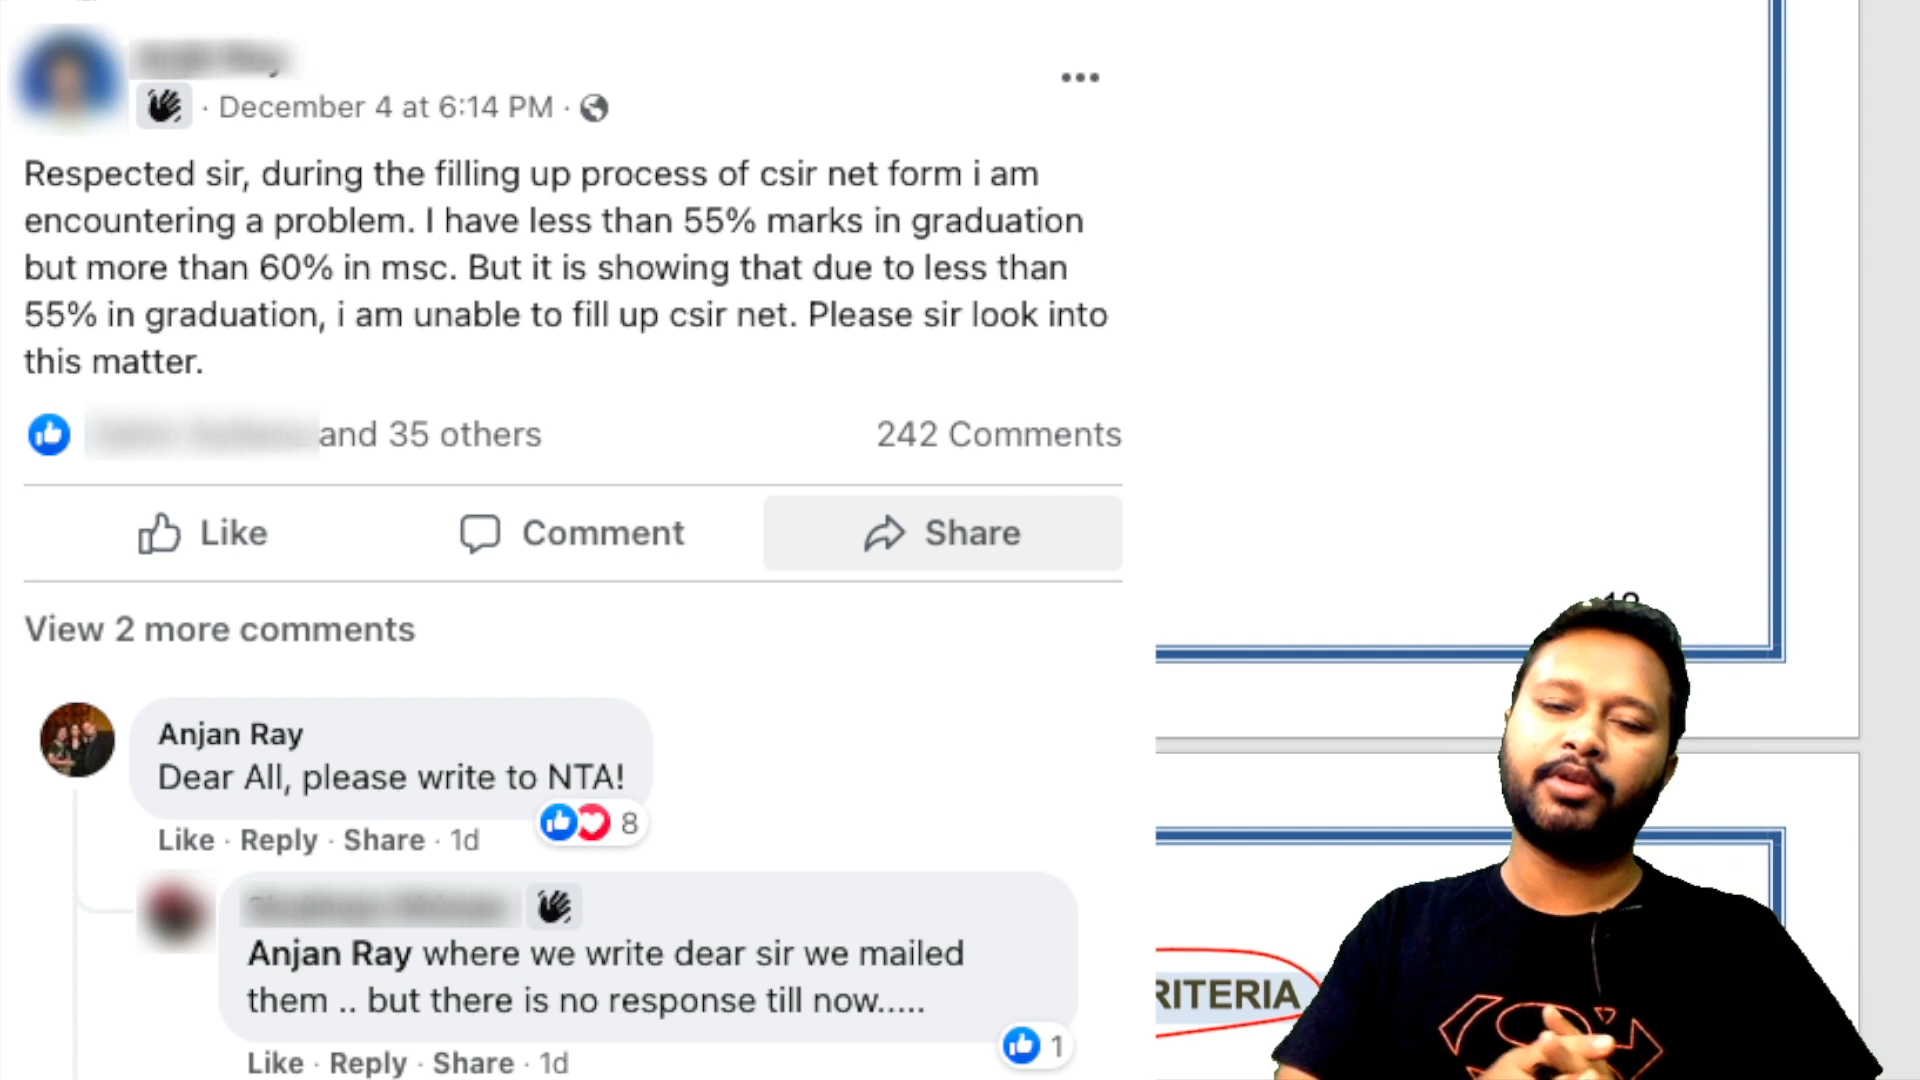 · December 4 at 6:14 PM ·
Respected sir, during the filling up process of csir net form i am
encountering a problem. I have less than 55% marks in graduation
but more than 60% in msc. But it is showing that due to less than
55% in graduation, i am unable to fill up csir net. Please sir look into
this matter.
and 35 others
242 Comments
Like
Comment
Share
View 2 more comments
Anjan Ray
Dear All, please write to NTA!
8
Like · Reply · Share · 1d
Anjan Ray where we write dear sir we mailed
them .. but there is no response till now.....
1
Like · Reply · Share · 1d
RITERIA